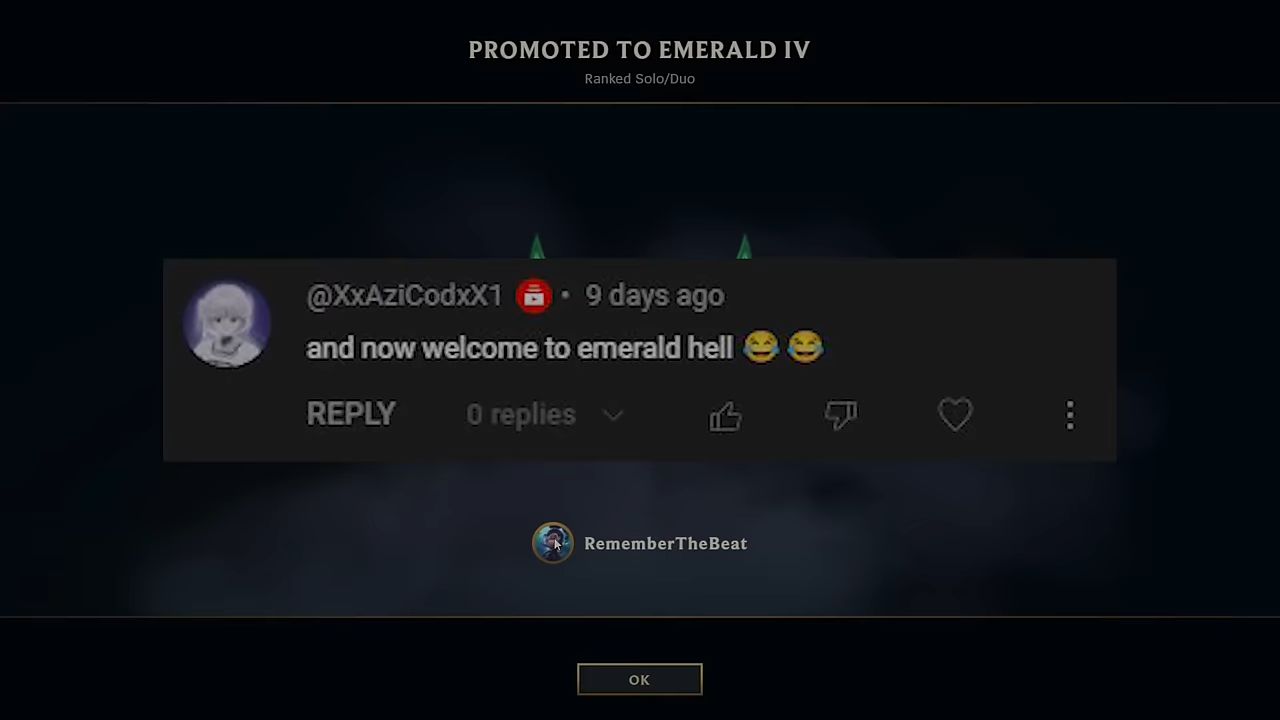 PROMOTED TO EMERALD IV
Ranked Solo/Duo
@XxAziCodxX1 • 9 days ago
and now welcome to emerald hell 😂 😂
REPLY 0 replies
RememberTheBeat
OK